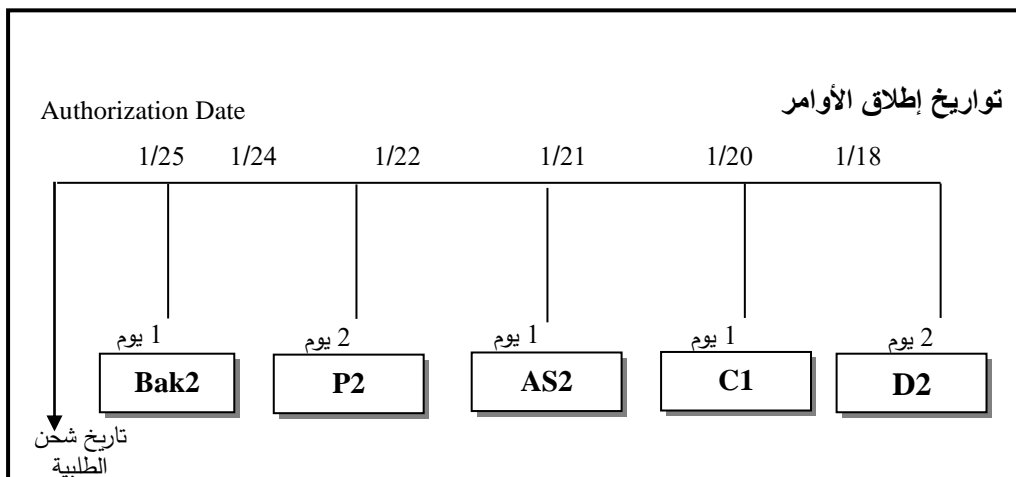 تواريخ إطلاق الأوامر
Authorization Date
1/25 1/24 1/22 1/21 1/20 1/18
1 يوم 2 يوم 1 يوم 1 يوم 2 يوم
Bak2 P2 AS2 C1 D2
تاريخ شحن
الطلبية